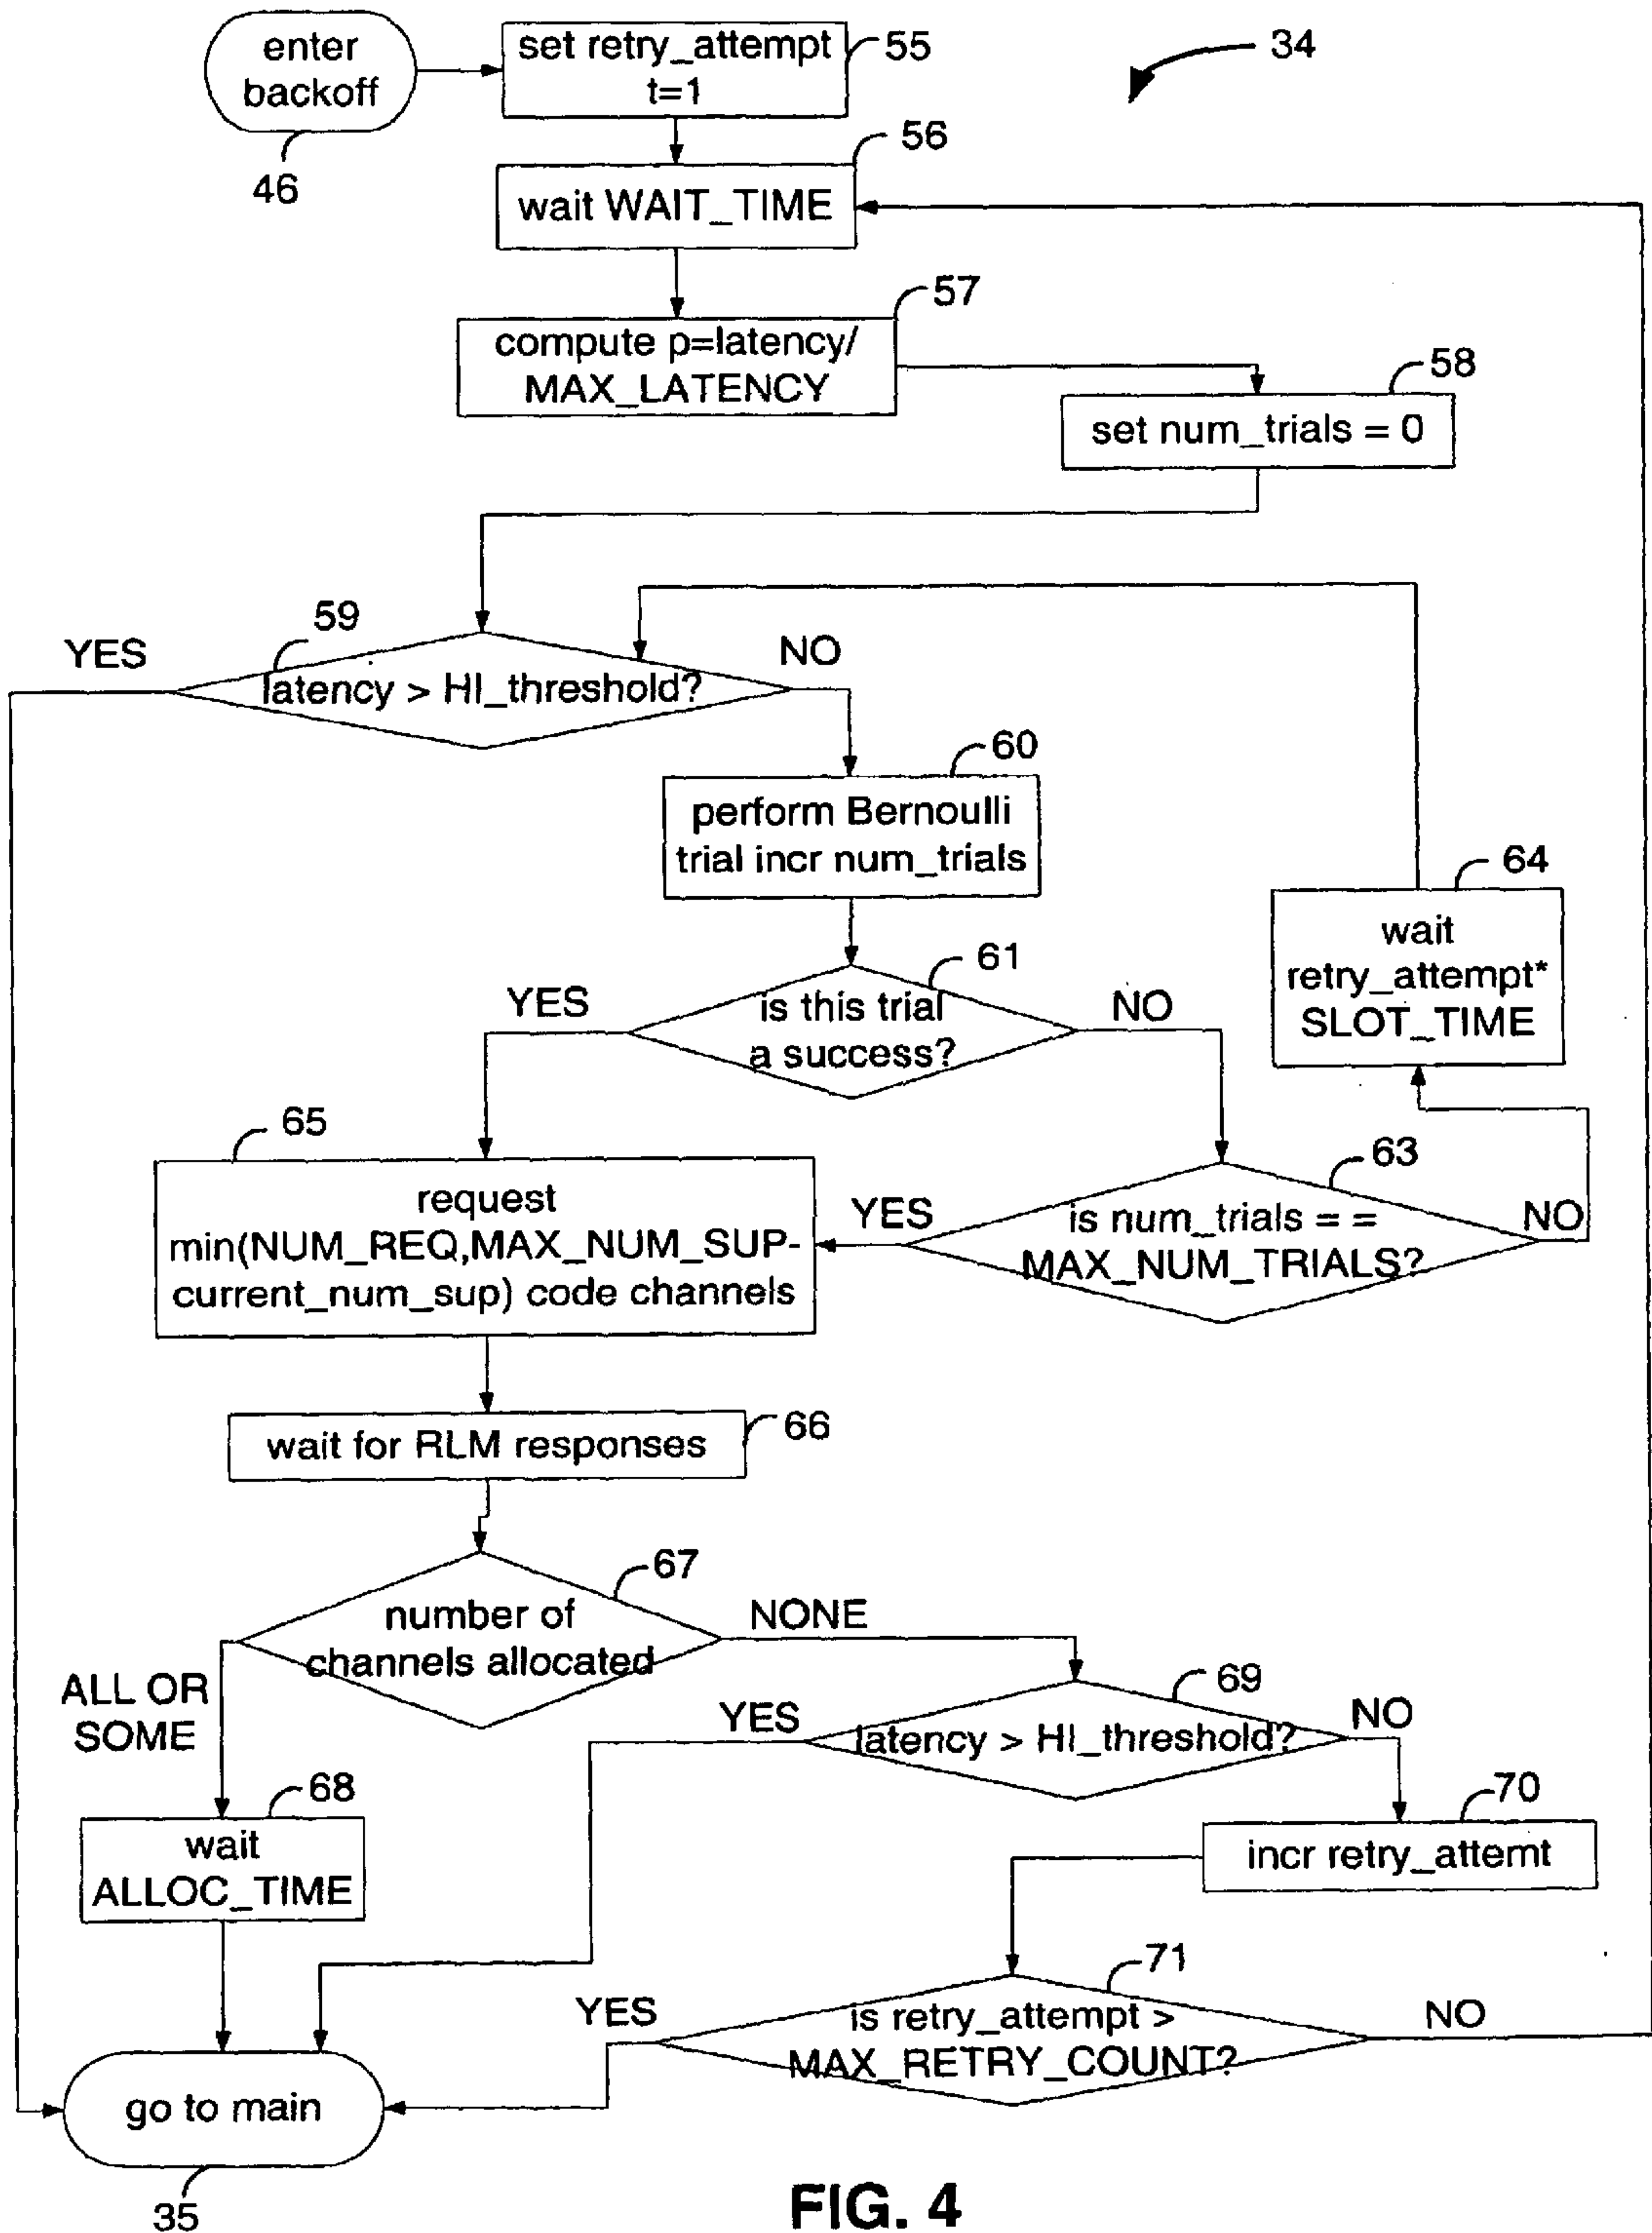 enter
backoff
46
set retry_attempt
t=1
55
34
wait WAIT_TIME
56
compute p=latency/
MAX_LATENCY
57
set num_trials = 0
58
59
YES
latency > HI_threshold?
NO
60
perform Bernoulli
trial incr num_trials
64
wait
retry_attempt*
SLOT_TIME
61
YES
is this trial
a success?
NO
65
request
min(NUM_REQ,MAX_NUM_SUP-
current_num_sup) code channels
63
YES
is num_trials = =
MAX_NUM_TRIALS?
NO
wait for RLM responses
66
67
number of
channels allocated
NONE
ALL OR
SOME
69
YES
latency > HI_threshold?
NO
68
wait
ALLOC_TIME
70
incr retry_attemt
71
YES
is retry_attempt >
MAX_RETRY_COUNT?
NO
go to main
35
FIG. 4